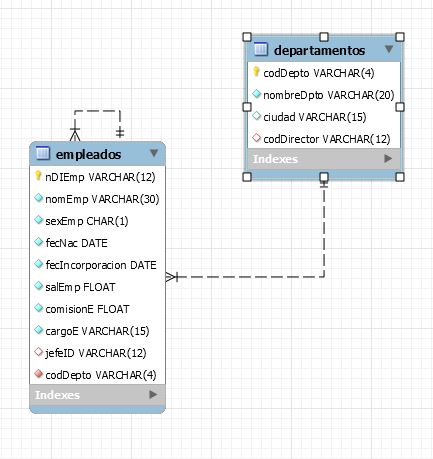 departamentos
codDepto VARCHAR(4)
nombreDpto VARCHAR(20)
ciudad VARCHAR(15)
codDirector VARCHAR(12)
Indexes
empleados
nDIEmp VARCHAR(12)
nomEmp VARCHAR(30)
sexEmp CHAR(1)
fecNac DATE
fecIncorporacion DATE
salEmp FLOAT
comisionE FLOAT
cargoE VARCHAR(15)
jefeID VARCHAR(12)
codDepto VARCHAR(4)
Indexes